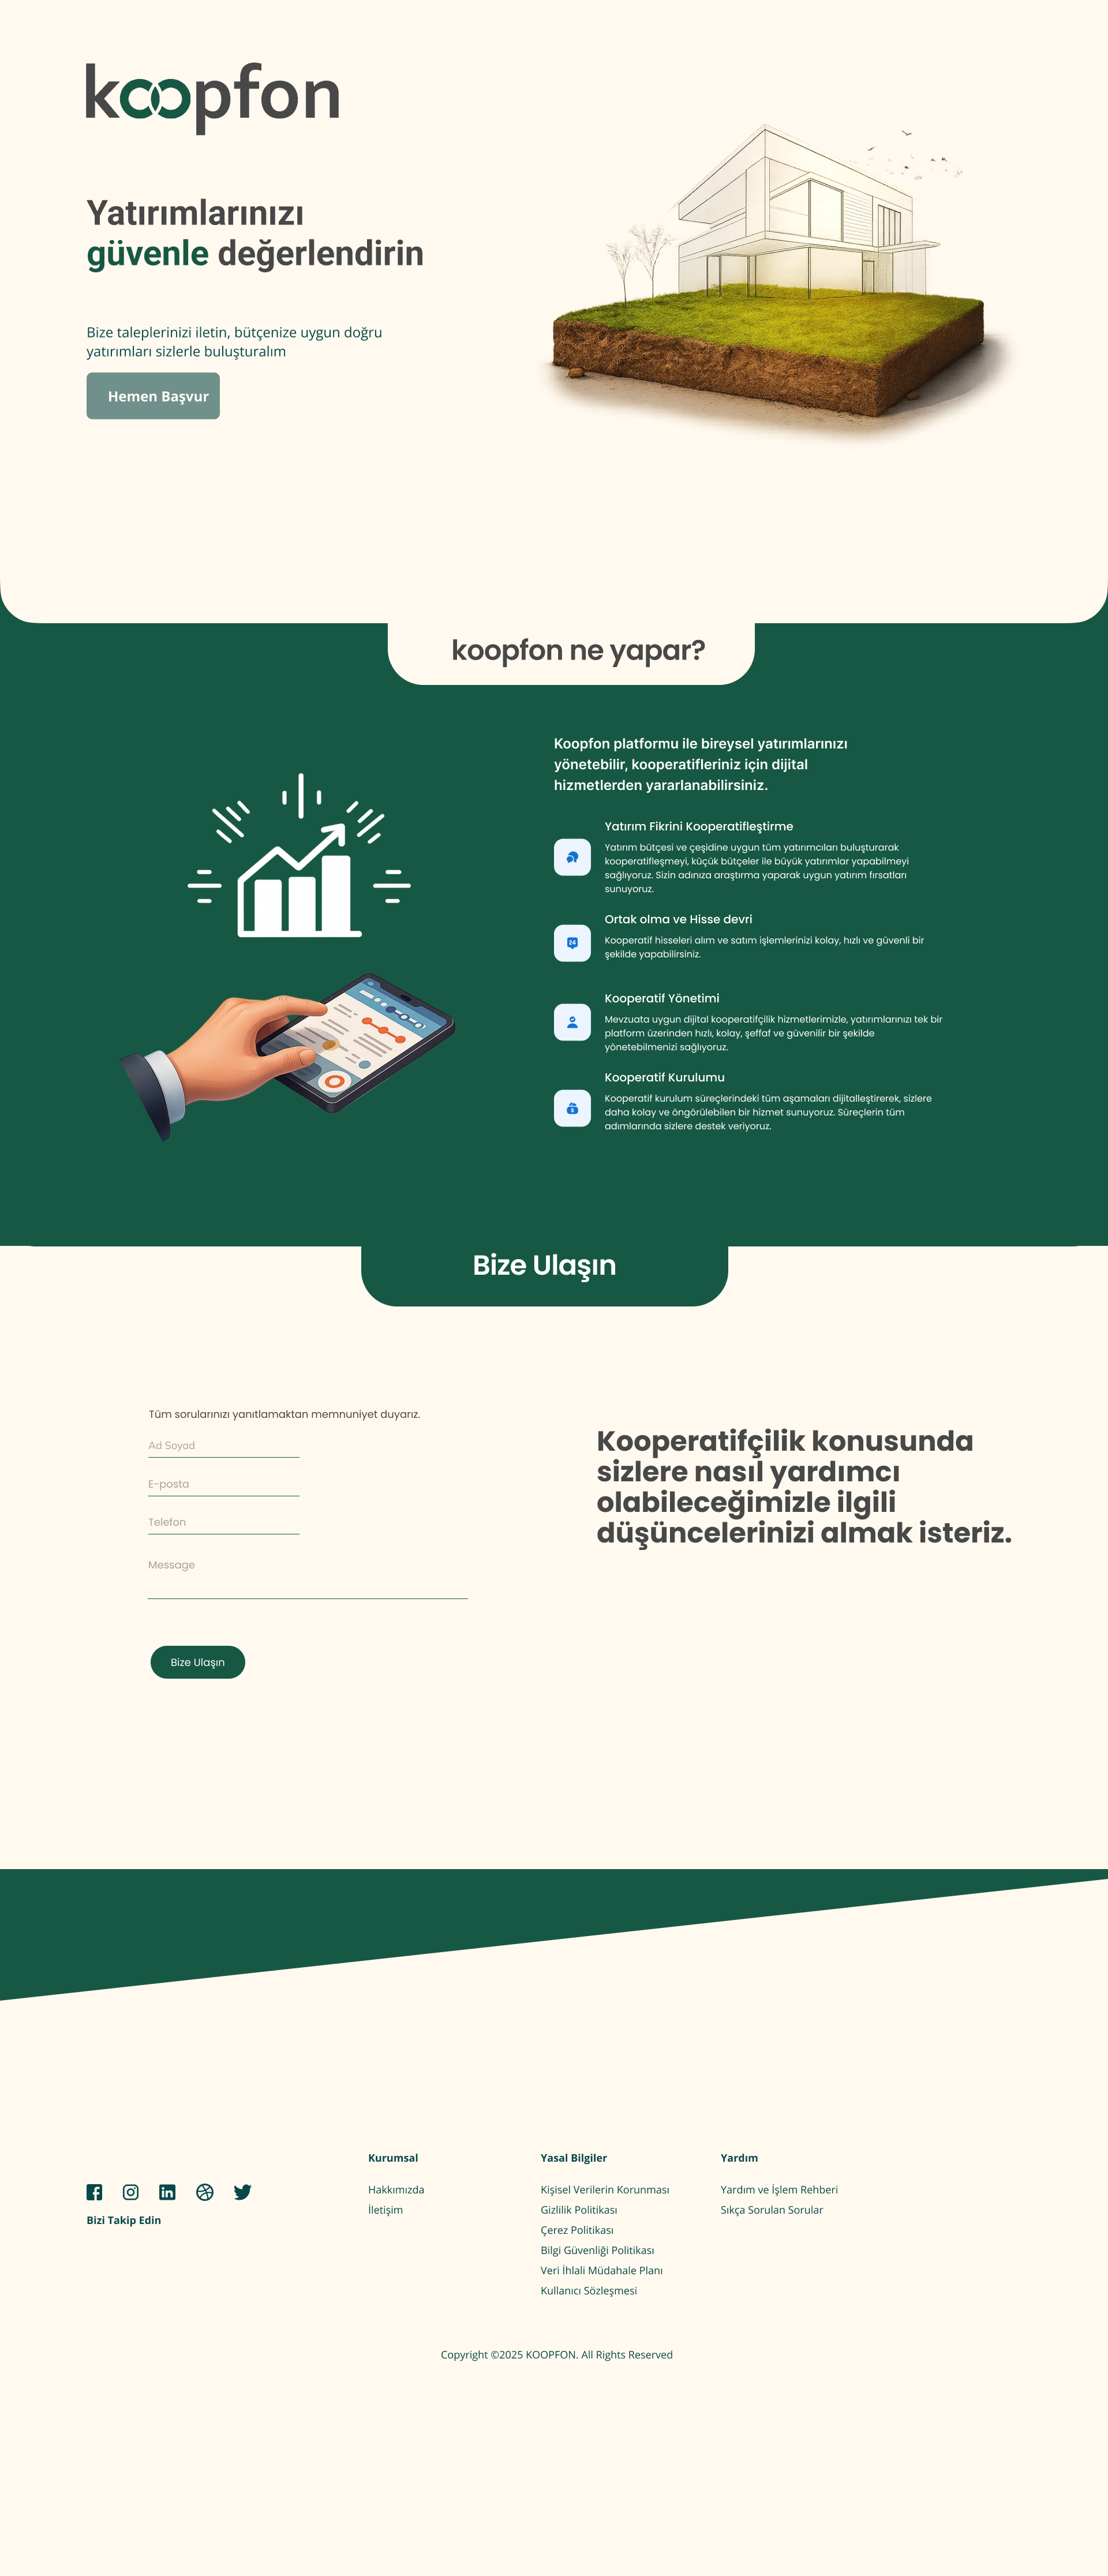 koopfon
Yatırımlarınızı
güvenle değerlendirin
Bize taleplerinizi iletin, bütçenize uygun doğru
yatırımları sizlerle buluşturalım
Hemen Başvur
koopfon ne yapar?
Koopfon platformu ile bireysel yatırımlarınızı
yönetebilir, kooperatifleriniz için dijital
hizmetlerden yararlanabilirsiniz.
Yatırım Fikrini Kooperatifleştirme
Yatırım bütçesi ve çeşidine uygun tüm yatırımcıları buluşturarak
kooperatifleşmeyi, küçük bütçeler ile büyük yatırımlar yapabilmeyi
sağlıyoruz. Sizin adınıza araştırma yaparak uygun yatırım fırsatları
sunuyoruz.
Ortak olma ve Hisse devri
24
Kooperatif hisseleri alım ve satım işlemlerinizi kolay, hızlı ve güvenli bir
şekilde yapabilirsiniz.
Kooperatif Yönetimi
Mevzuata uygun dijital kooperatifçilik hizmetlerimizle, yatırımlarınızı tek bir
platform üzerinden hızlı, kolay, şeffaf ve güvenilir bir şekilde
yönetebilmenizi sağlıyoruz.
Kooperatif Kurulumu
Kooperatif kurulum süreçlerindeki tüm aşamaları dijitalleştirerek, sizlere
daha kolay ve öngörülebilen bir hizmet sunuyoruz. Süreçlerin tüm
adımlarında sizlere destek veriyoruz.
Bize Ulaşın
Tüm sorularınızı yanıtlamaktan memnuniyet duyarız.
Ad Soyad
E-posta
Telefon
Message
Bize Ulaşın
Kooperatifçilik konusunda
sizlere nasıl yardımcı
olabileceğimizle ilgili
düşüncelerinizi almak isteriz.
Bizi Takip Edin
Kurumsal
Hakkımızda
İletişim
Yasal Bilgiler
Kişisel Verilerin Korunması
Gizlilik Politikası
Çerez Politikası
Bilgi Güvenliği Politikası
Veri İhlali Müdahale Planı
Kullanıcı Sözleşmesi
Yardım
Yardım ve İşlem Rehberi
Sıkça Sorulan Sorular
Copyright ©2025 KOOPFON. All Rights Reserved